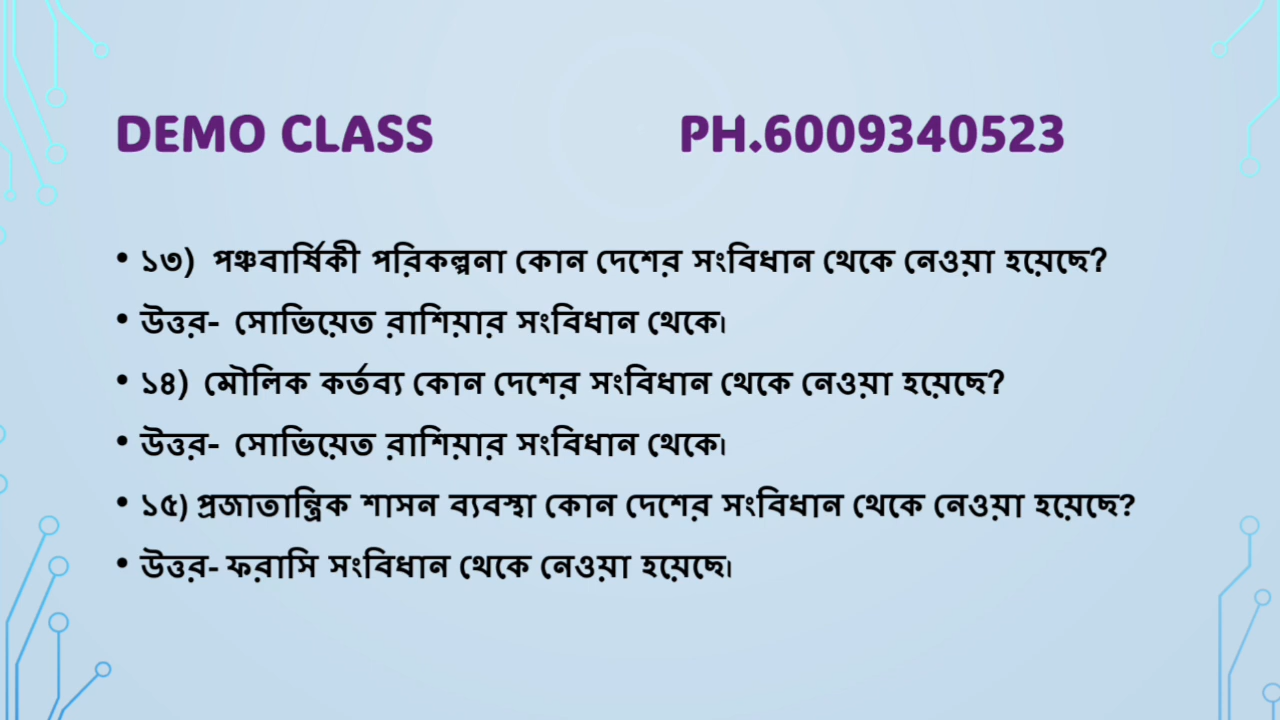 DEMO CLASS PH.6009340523
• ১৩) পঞ্চবার্ষিকী পরিকল্পনা কোন দেশের সংবিধান থেকে নেওয়া হয়েছে?
• উত্তর- সোভিয়েত রাশিয়ার সংবিধান থেকে।
• ১৪) মৌলিক কর্তব্য কোন দেশের সংবিধান থেকে নেওয়া হয়েছে?
• উত্তর- সোভিয়েত রাশিয়ার সংবিধান থেকে।
• ১৫) প্রজাতান্ত্রিক শাসন ব্যবস্থা কোন দেশের সংবিধান থেকে নেওয়া হয়েছে?
• উত্তর- ফরাসি সংবিধান থেকে নেওয়া হয়েছে।